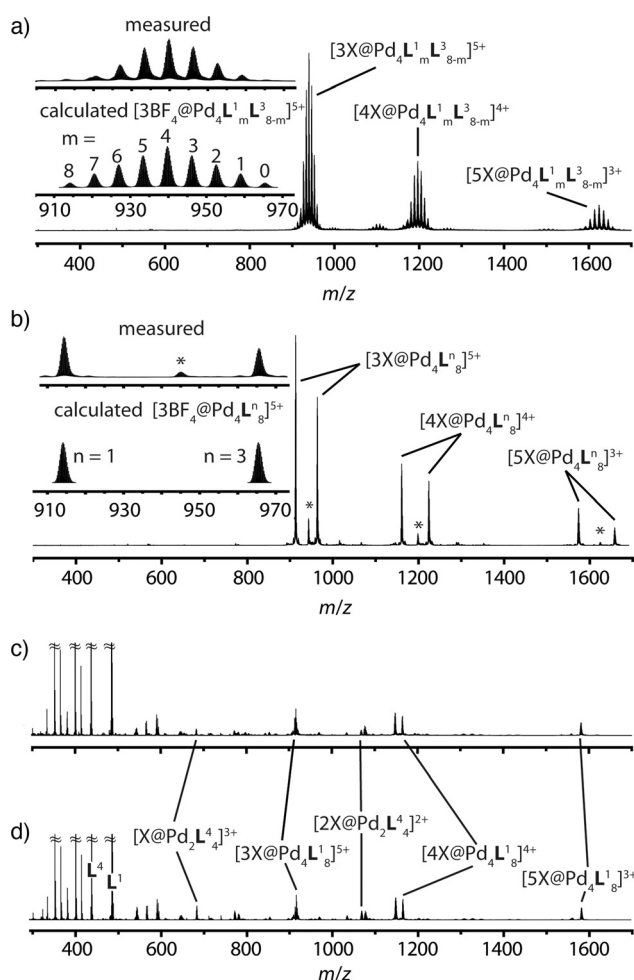 a)
measured
[3X@Pd₄L¹ₘL³₈₋ₘ]⁵⁺
calculated [3BF₄@Pd₄L¹ₘL³₈₋ₘ]⁵⁺
[4X@Pd₄L¹ₘL³₈₋ₘ]⁴⁺
m =
8 7 6 5 4 3 2 1 0
[5X@Pd₄L¹ₘL³₈₋ₘ]³⁺
910 930 950 970
400 600 800 1000 1200 1400 1600
m/z
b)
measured
*
[3X@Pd₄Lⁿ₈]⁵⁺
calculated [3BF₄@Pd₄Lⁿ₈]⁵⁺
[4X@Pd₄Lⁿ₈]⁴⁺
n = 1 n = 3
[5X@Pd₄Lⁿ₈]³⁺
* * *
910 930 950 970
400 600 800 1000 1200 1400 1600
m/z
c)
d)
[X@Pd₂L⁴₄]³⁺
[2X@Pd₂L⁴₄]²⁺
[3X@Pd₄L¹₈]⁵⁺
[4X@Pd₄L¹₈]⁴⁺
L⁴
L¹
[5X@Pd₄L¹₈]³⁺
400 600 800 1000 1200 1400 1600
m/z